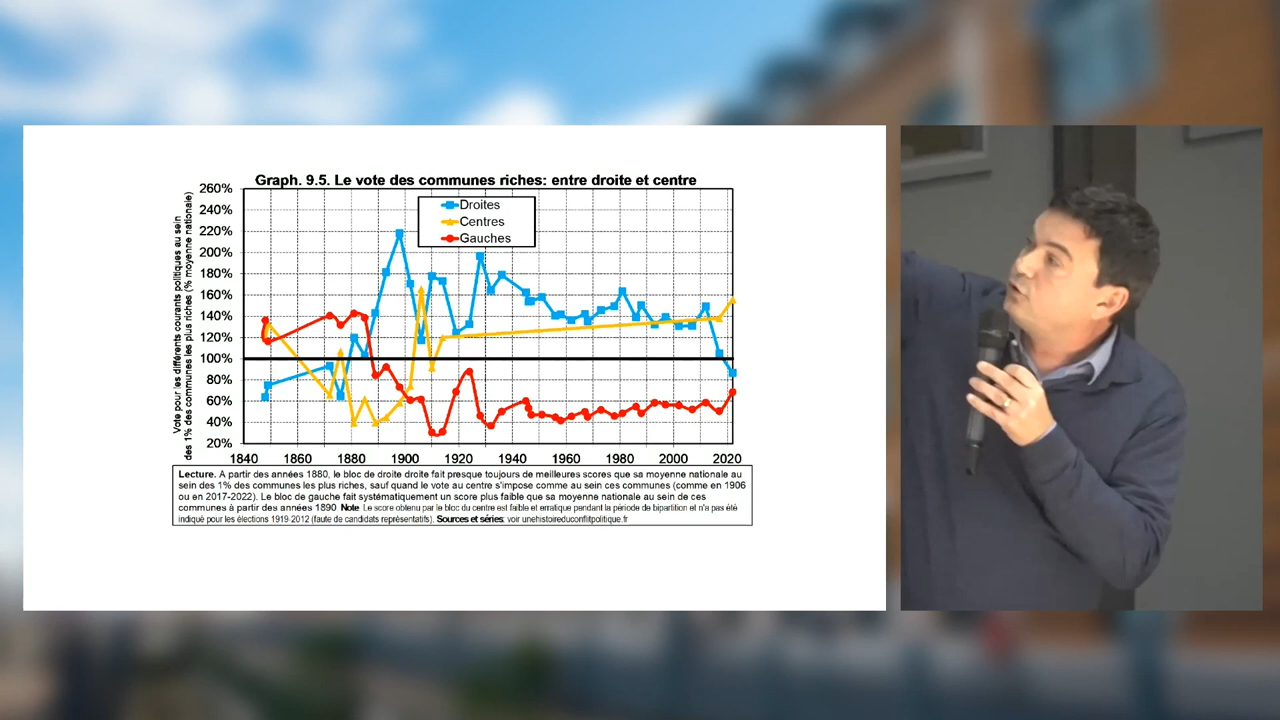 Graph. 9.5. Le vote des communes riches: entre droite et centre
Vote pour les différents courants politiques au sein
des 1% des communes les plus riches (% moyenne nationale)
260%
240%
220%
200%
180%
160%
140%
120%
100%
80%
60%
40%
20%
Droites
Centres
Gauches
1840 1860 1880 1900 1920 1940 1960 1980 2000 2020
Lecture. A partir des années 1880, le bloc de droite droite fait presque toujours de meilleures scores que sa moyenne nationale au
sein des 1% des communes les plus riches, sauf quand le vote au centre s'impose comme au sein ces communes (comme en 1906
ou en 2017-2022). Le bloc de gauche fait systématiquement un score plus faible que sa moyenne nationale au sein de ces
communes à partir des années 1890 Note. Le score obtenu par le bloc du centre est faible et erratique pendant la période de bipartition et n'a pas été
indiqué pour les élections 1919-2012 (faute de candidats représentatifs). Sources et séries: voir unehistoireduconflitpolitique.fr